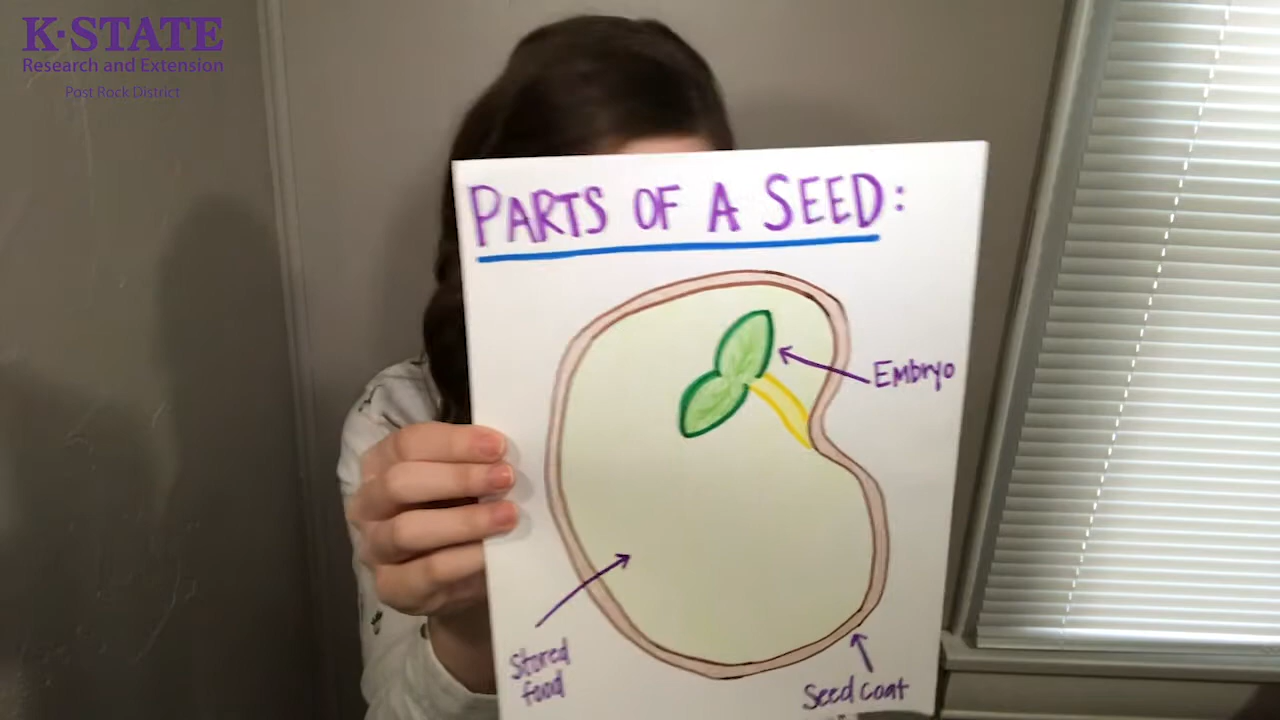 K·STATE
Research and Extension
Post Rock District
PARTS OF A SEED:
Embryo
Stored
food
Seed coat